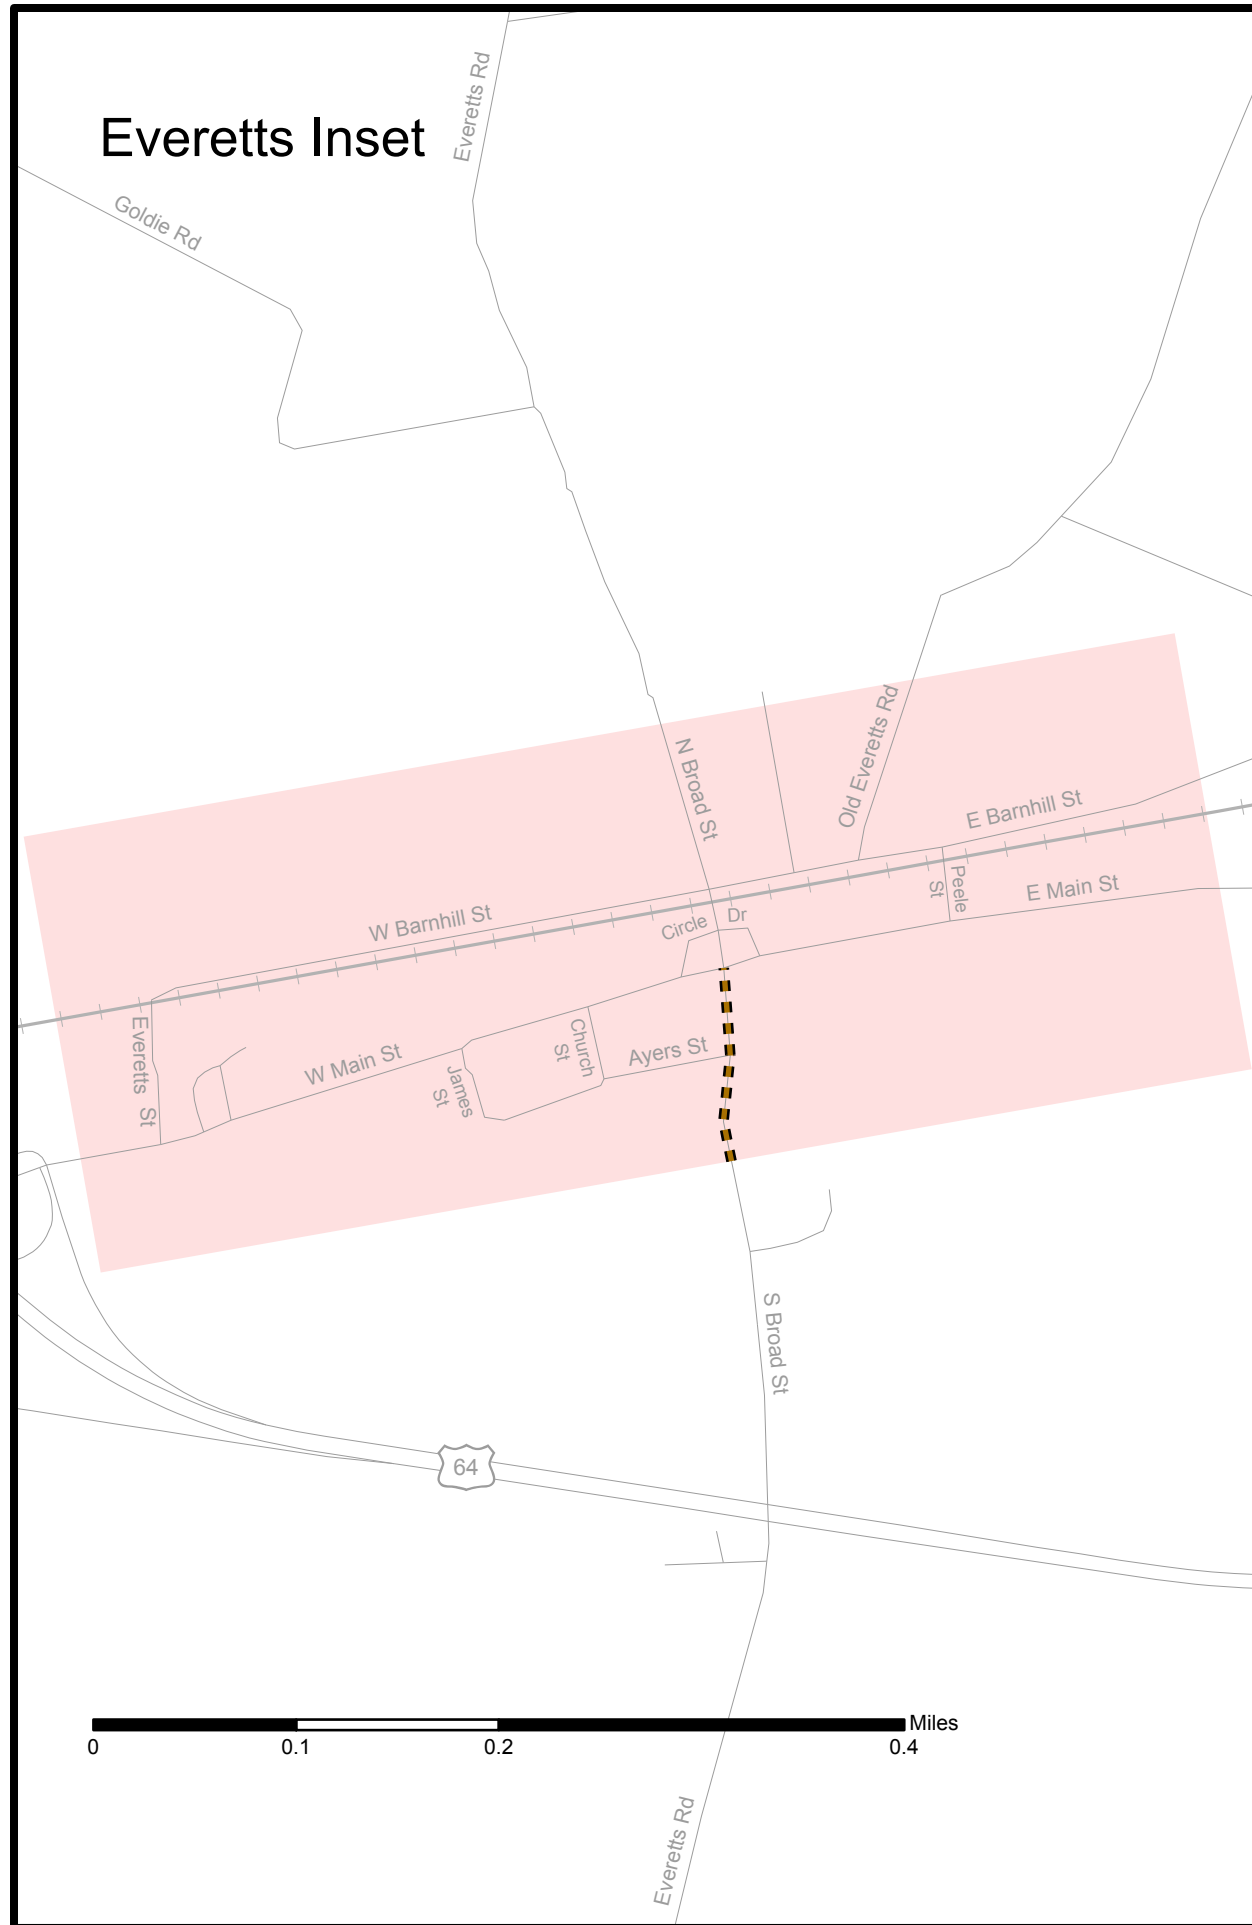 Everetts Rd
Everetts Inset
Goldie Rd
N Broad St
Old Everetts Rd
E Barnhill St
Peele
St
E Main St
W Barnhill St
Circle Dr
Everetts St
W Main St
Church
St
Ayers St
James
St
S Broad St
64
Miles
0 0.1 0.2 0.4
Everetts Rd